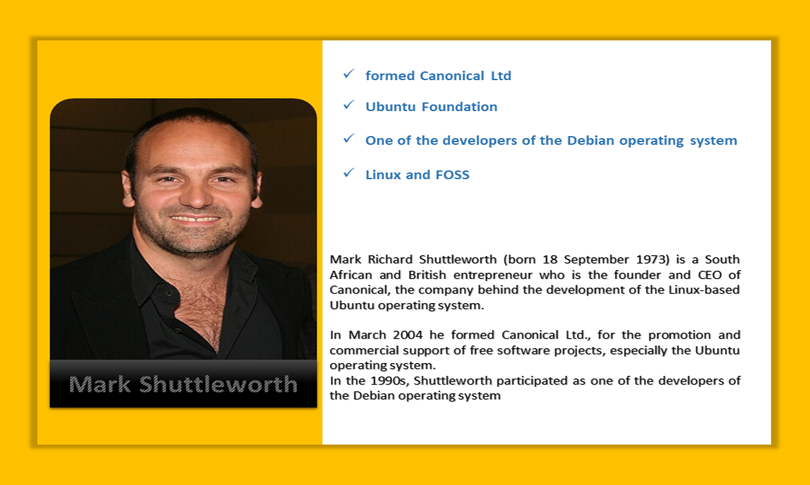 formed Canonical Ltd
Ubuntu Foundation
One of the developers of the Debian operating system
Linux and FOSS
Mark Richard Shuttleworth (born 18 September 1973) is a South
African and British entrepreneur who is the founder and CEO of
Canonical, the company behind the development of the Linux-based
Ubuntu operating system.
In March 2004 he formed Canonical Ltd., for the promotion and
commercial support of free software projects, especially the Ubuntu
operating system.
In the 1990s, Shuttleworth participated as one of the developers of
the Debian operating system
Mark Shuttleworth